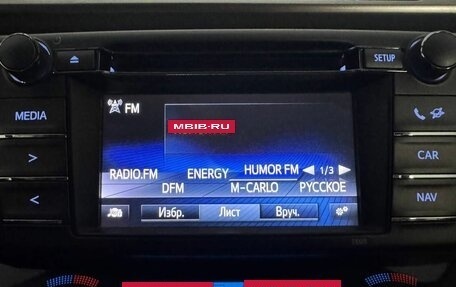 SETUP
MEDIA
FM
MBIB-RU
RADIO.FM ENERGY HUMOR FM 1/3
DFM M-CARLO РУССКОЕ
CAR
NAV
Избр. Лист Вруч.